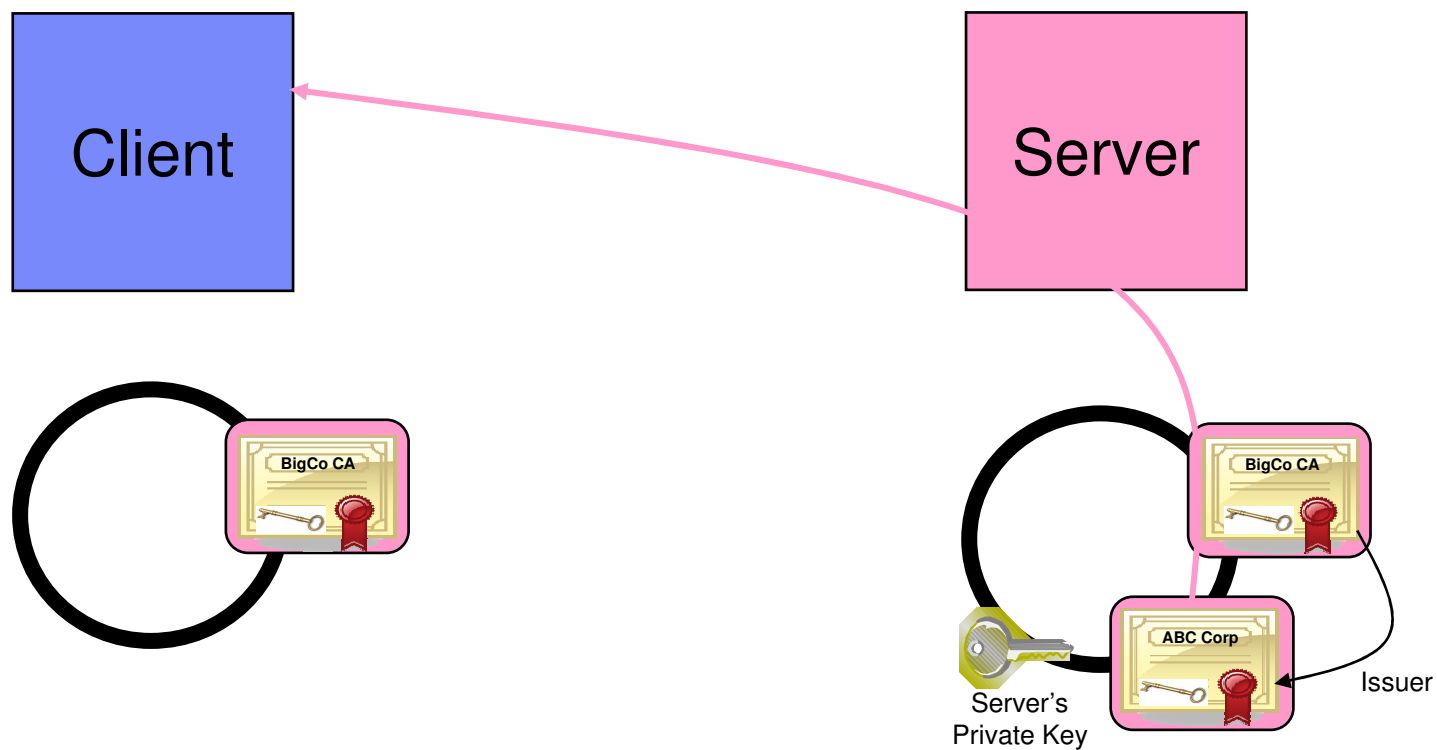 Client
Server
BigCo CA
BigCo CA
ABC Corp
Issuer
Server’s
Private Key